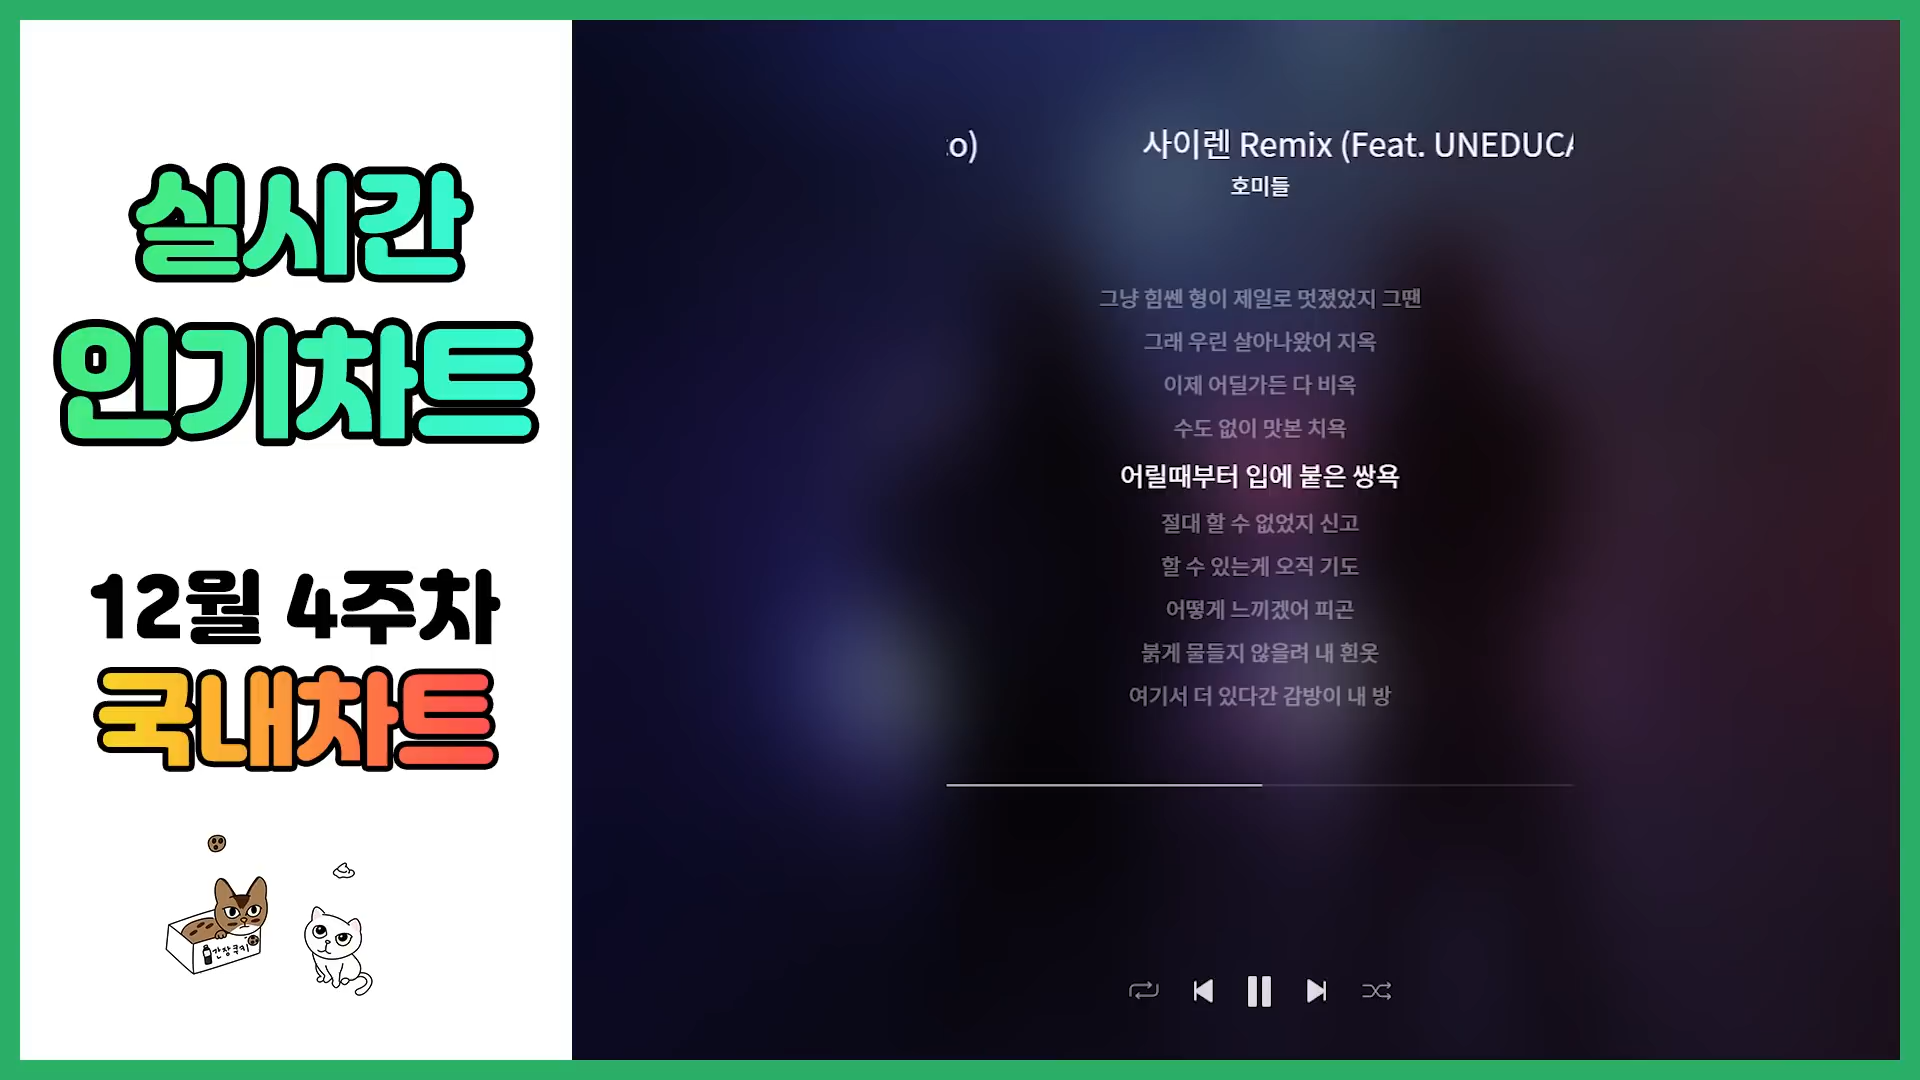 실시간
인기차트
12월 4주차
국내차트
간장쿡키
o) 사이렌 Remix (Feat. UNEDUCA
호미들
그냥 힘쎈 형이 제일로 멋졌었지 그땐
그래 우린 살아나왔어 지옥
이제 어딜가든 다 비옥
수도 없이 맛본 치욕
어릴때부터 입에 붙은 쌍욕
절대 할 수 없었지 신고
할 수 있는게 오직 기도
어떻게 느끼겠어 피곤
붉게 물들지 않을려 내 흰옷
여기서 더 있다간 감방이 내 방